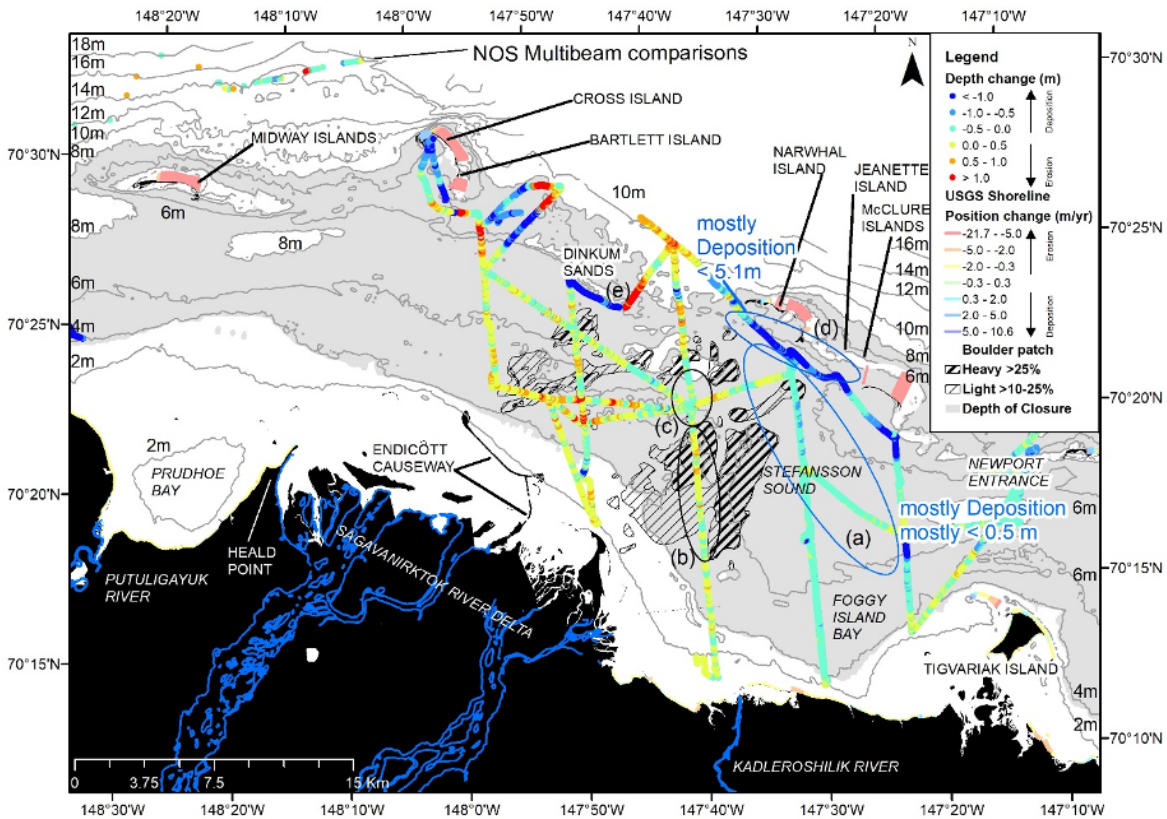 148°20'W
148°10'W
148°0'W
147°50'W
147°40'W
147°30'W
147°20'W
18m
16m
14m
12m
10m
8m
NOS Multibeam comparisons
N
CROSS ISLAND
MIDWAY ISLANDS
BARTLETT ISLAND
NARWHAL
ISLAND
JEANETTE
ISLAND
McCLURE
ISLANDS
70°30'N
70°30'N
6m
8m
8m
10m
mostly
Deposition
< 5.1m
16m
14m
12m
10m
8m
6m
70°25'N
6m
DINKUM
SANDS
(e)
(d)
70°25'N
4m
2m
70°20'N
(c)
2m
PRUDHOE
BAY
ENDICÔTT
CAUSEWAY
STEFANSSON
SOUND
NEWPORT
ENTRANCE
70°20'N
6m
mostly Deposition
mostly < 0.5 m
HEALD
POINT
SAGAVANIRKTOK RIVER DELTA
(b)
(a)
PUTULIGAYUK
RIVER
6m
70°15'N
FOGGY
ISLAND
BAY
70°15'N
TIGVARIAK ISLAND
4m
2m
70°10'N
KADLEROSHILIK RIVER
0
3.75
7.5
15 Km
148°30'W
148°20'W
148°10'W
148°0'W
147°50'W
147°40'W
147°30'W
147°20'W
147°10'W
Legend
Depth change (m)
< -1.0
-1.0 - -0.5
-0.5 - 0.0
0.0 - 0.5
0.5 - 1.0
> 1.0
Deposition
Erosion
USGS Shoreline
Position change (m/yr)
-21.7 - -5.0
-5.0 - -2.0
-2.0 - -0.3
-0.3 - 0.3
0.3 - 2.0
2.0 - 5.0
5.0 - 10.6
Erosion
Deposition
Boulder patch
Heavy >25%
Light >10-25%
Depth of Closure